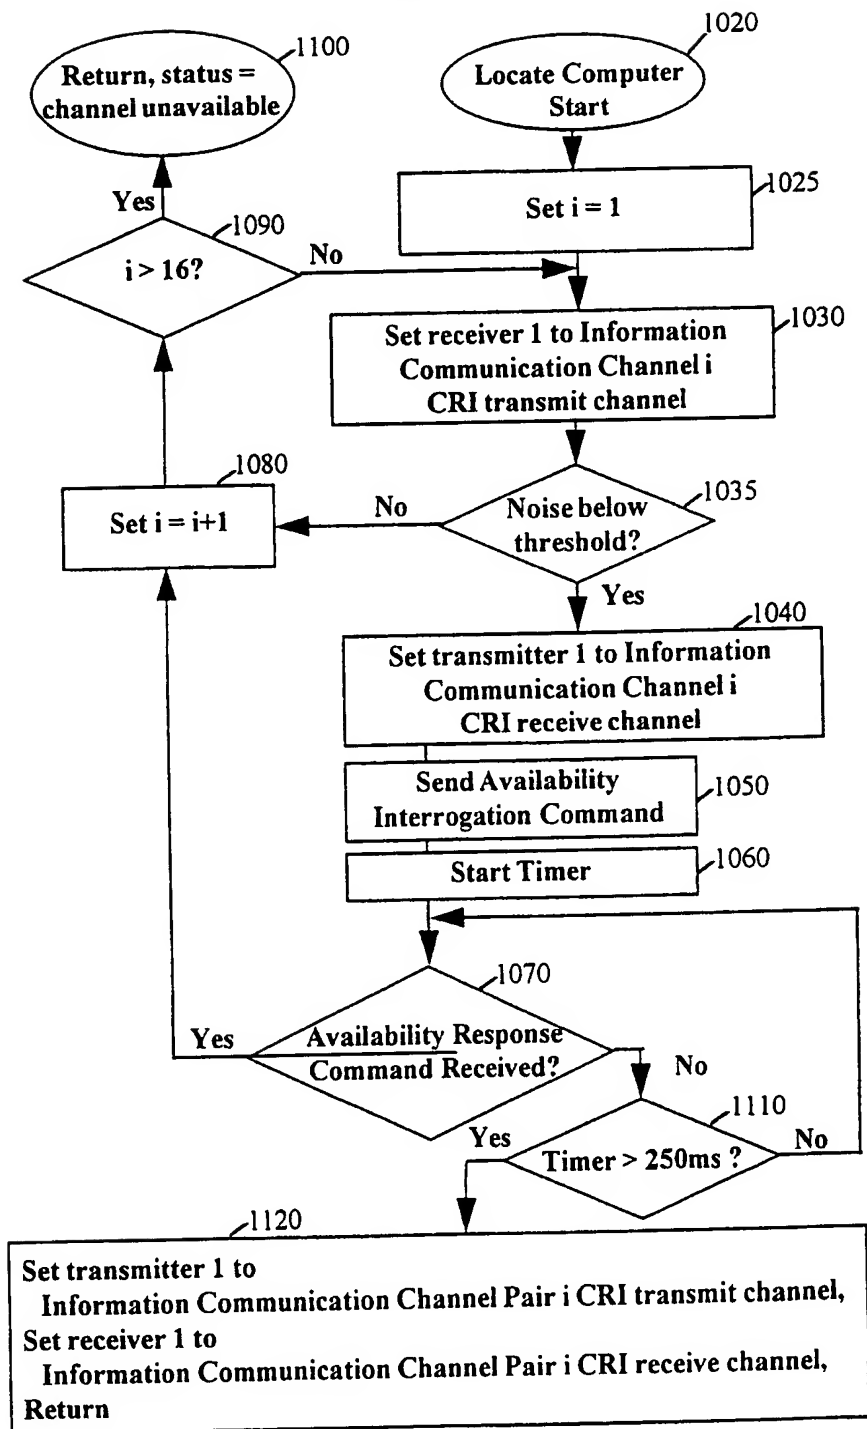 1100
Return, status =
channel unavailable
1020
Locate Computer
Start
1025
Set i = 1
Yes
1090
i > 16?
No
1030
Set receiver 1 to Information
Communication Channel i
CRI transmit channel
1080
Set i = i+1
No
1035
Noise below
threshold?
Yes
1040
Set transmitter 1 to Information
Communication Channel i
CRI receive channel
Send Availability
Interrogation Command
1050
Start Timer
1060
1070
Yes
Availability Response
Command Received?
No
1110
Yes
Timer > 250ms ?
No
1120
Set transmitter 1 to
Information Communication Channel Pair i CRI transmit channel,
Set receiver 1 to
Information Communication Channel Pair i CRI receive channel,
Return